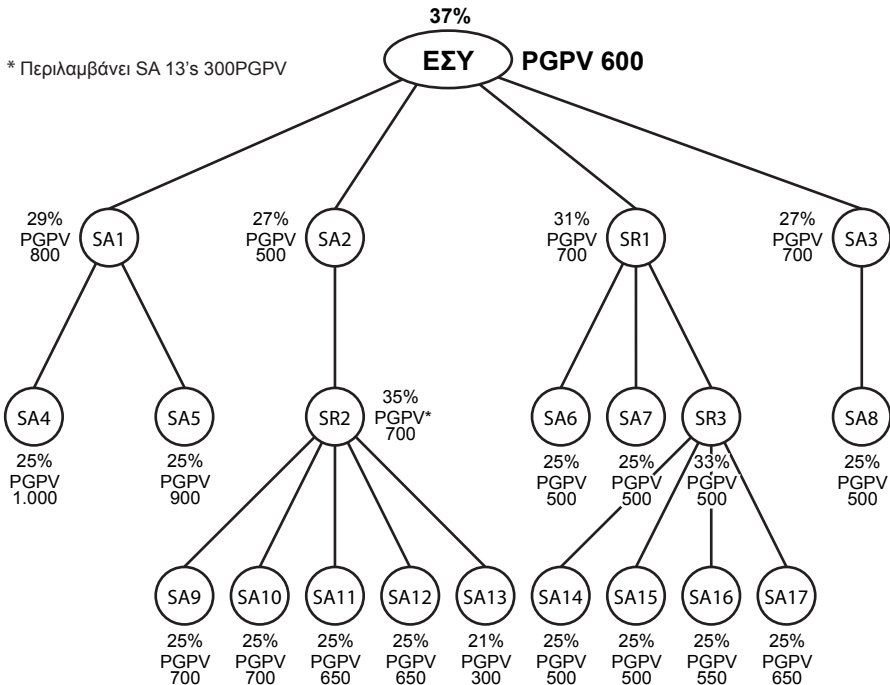 37%
* Περιλαμβάνει SA 13's 300PGPV
ΕΣΥ
PGPV 600
29%
PGPV
800
SA1
27%
PGPV
500
SA2
31%
PGPV
700
SR1
27%
PGPV
700
SA3
SA4
25%
PGPV
1.000
SA5
25%
PGPV
900
SR2
35%
PGPV*
700
SA6
25%
PGPV
500
SA7
25%
PGPV
500
SR3
33%
PGPV
500
SA8
25%
PGPV
500
SA9
25%
PGPV
700
SA10
25%
PGPV
700
SA11
25%
PGPV
650
SA12
25%
PGPV
650
SA13
21%
PGPV
300
SA14
25%
PGPV
500
SA15
25%
PGPV
500
SA16
25%
PGPV
550
SA17
25%
PGPV
650